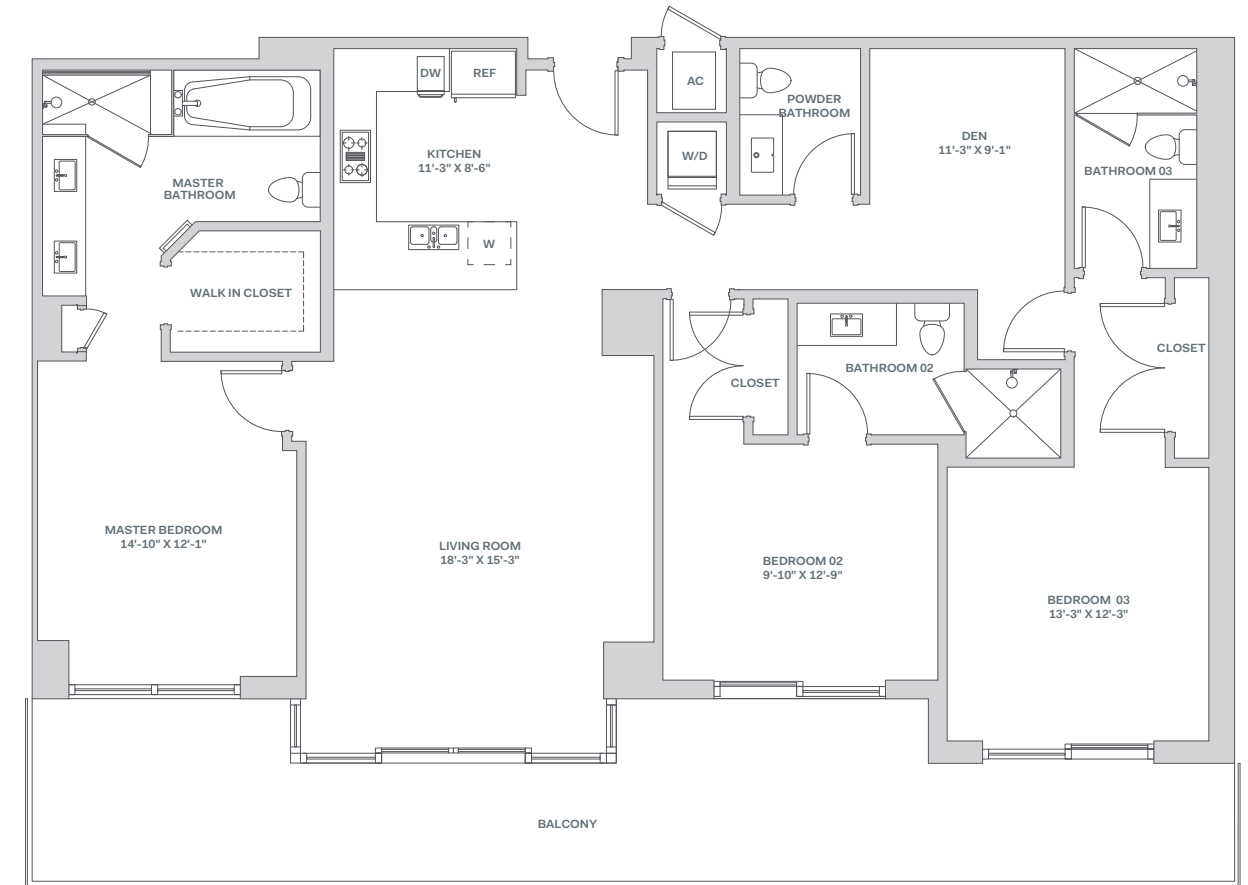 DW
REF
AC
POWDER
BATHROOM
DEN
11'-3" X 9'-1"
KITCHEN
11'-3" X 8'-6"
W/D
BATHROOM 03
MASTER
BATHROOM
W
WALK IN CLOSET
CLOSET
BATHROOM 02
CLOSET
MASTER BEDROOM
14'-10" X 12'-1"
LIVING ROOM
18'-3" X 15'-3"
BEDROOM 02
9'-10" X 12'-9"
BEDROOM 03
13'-3" X 12'-3"
BALCONY